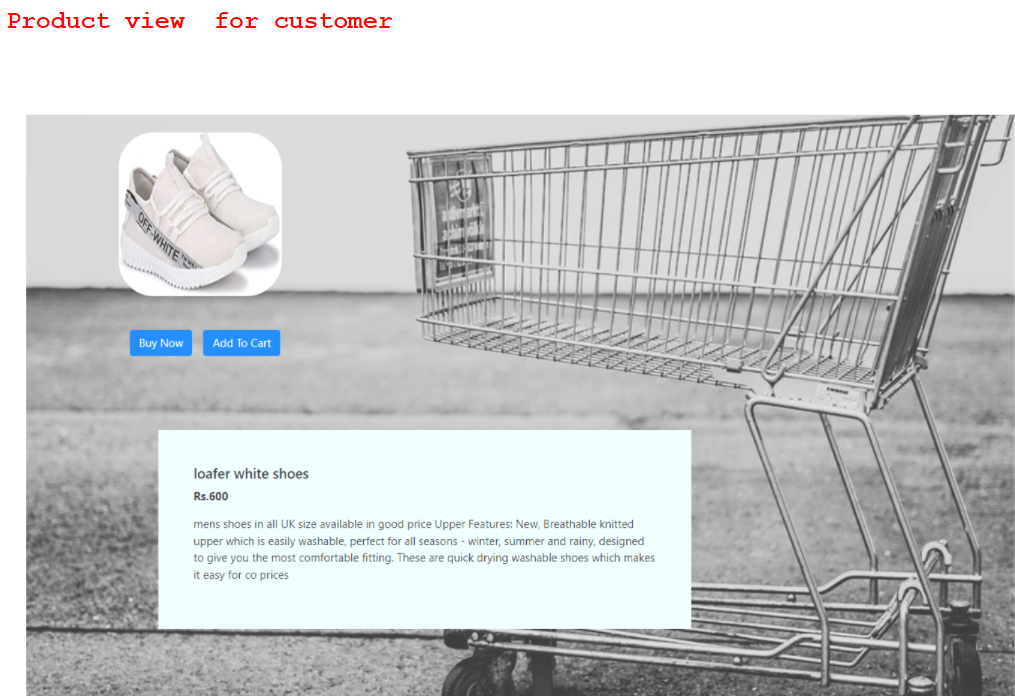 Product view  for customer
OFF-WHITE
Buy Now
Add To Cart
loafer white shoes
Rs.600
mens shoes in all UK size available in good price Upper Features: New, Breathable knitted
upper which is easily washable, perfect for all seasons - winter, summer and rainy, designed
to give you the most comfortable fitting. These are quick drying washable shoes which makes
it easy for co prices